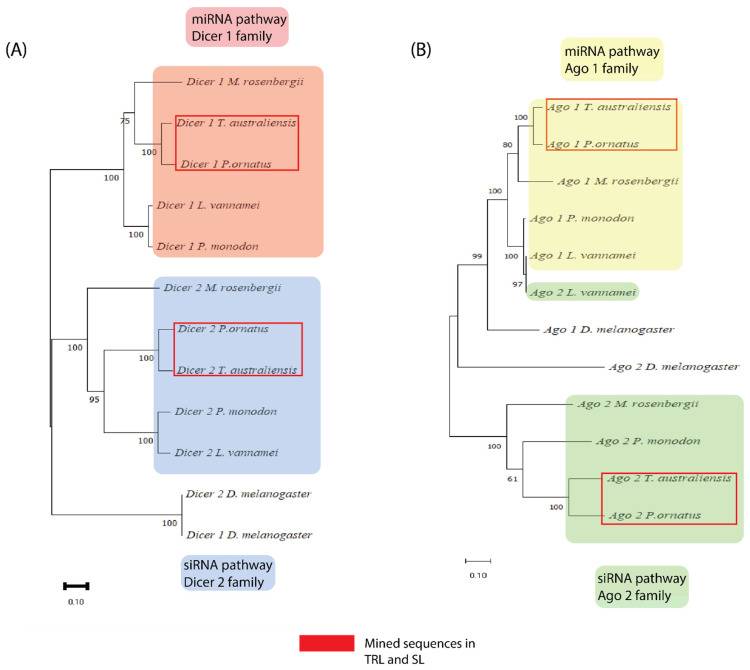 (A)
miRNA pathway
Dicer 1 family
Dicer 1 M. rosenbergii
75
Dicer 1 T. australiensis
100
Dicer 1 P.ornatus
100
Dicer 1 L. vannamei
100
Dicer 1 P. monodon
Dicer 2 M. rosenbergii
Dicer 2 P.ornatus
100
100
Dicer 2 T. australiensis
95
Dicer 2 P. monodon
100
Dicer 2 L. vannamei
Dicer 2 D. melanogaster
100
Dicer 1 D. melanogaster
siRNA pathway
Dicer 2 family
0.10
(B)
miRNA pathway
Ago 1 family
Ago 1 T. australiensis
100
Ago 1 P.ornatus
80
Ago 1 M. rosenbergii
100
Ago 1 P. monodon
100
Ago 1 L. vannamei
99
97
Ago 2 L. vannamei
Ago 1 D. melanogaster
Ago 2 D. melanogaster
Ago 2 M. rosenbergii
100
Ago 2 P. monodon
61
Ago 2 T. australiensis
100
Ago 2 P.ornatus
0.10
siRNA pathway
Ago 2 family
Mined sequences in
TRL and SL